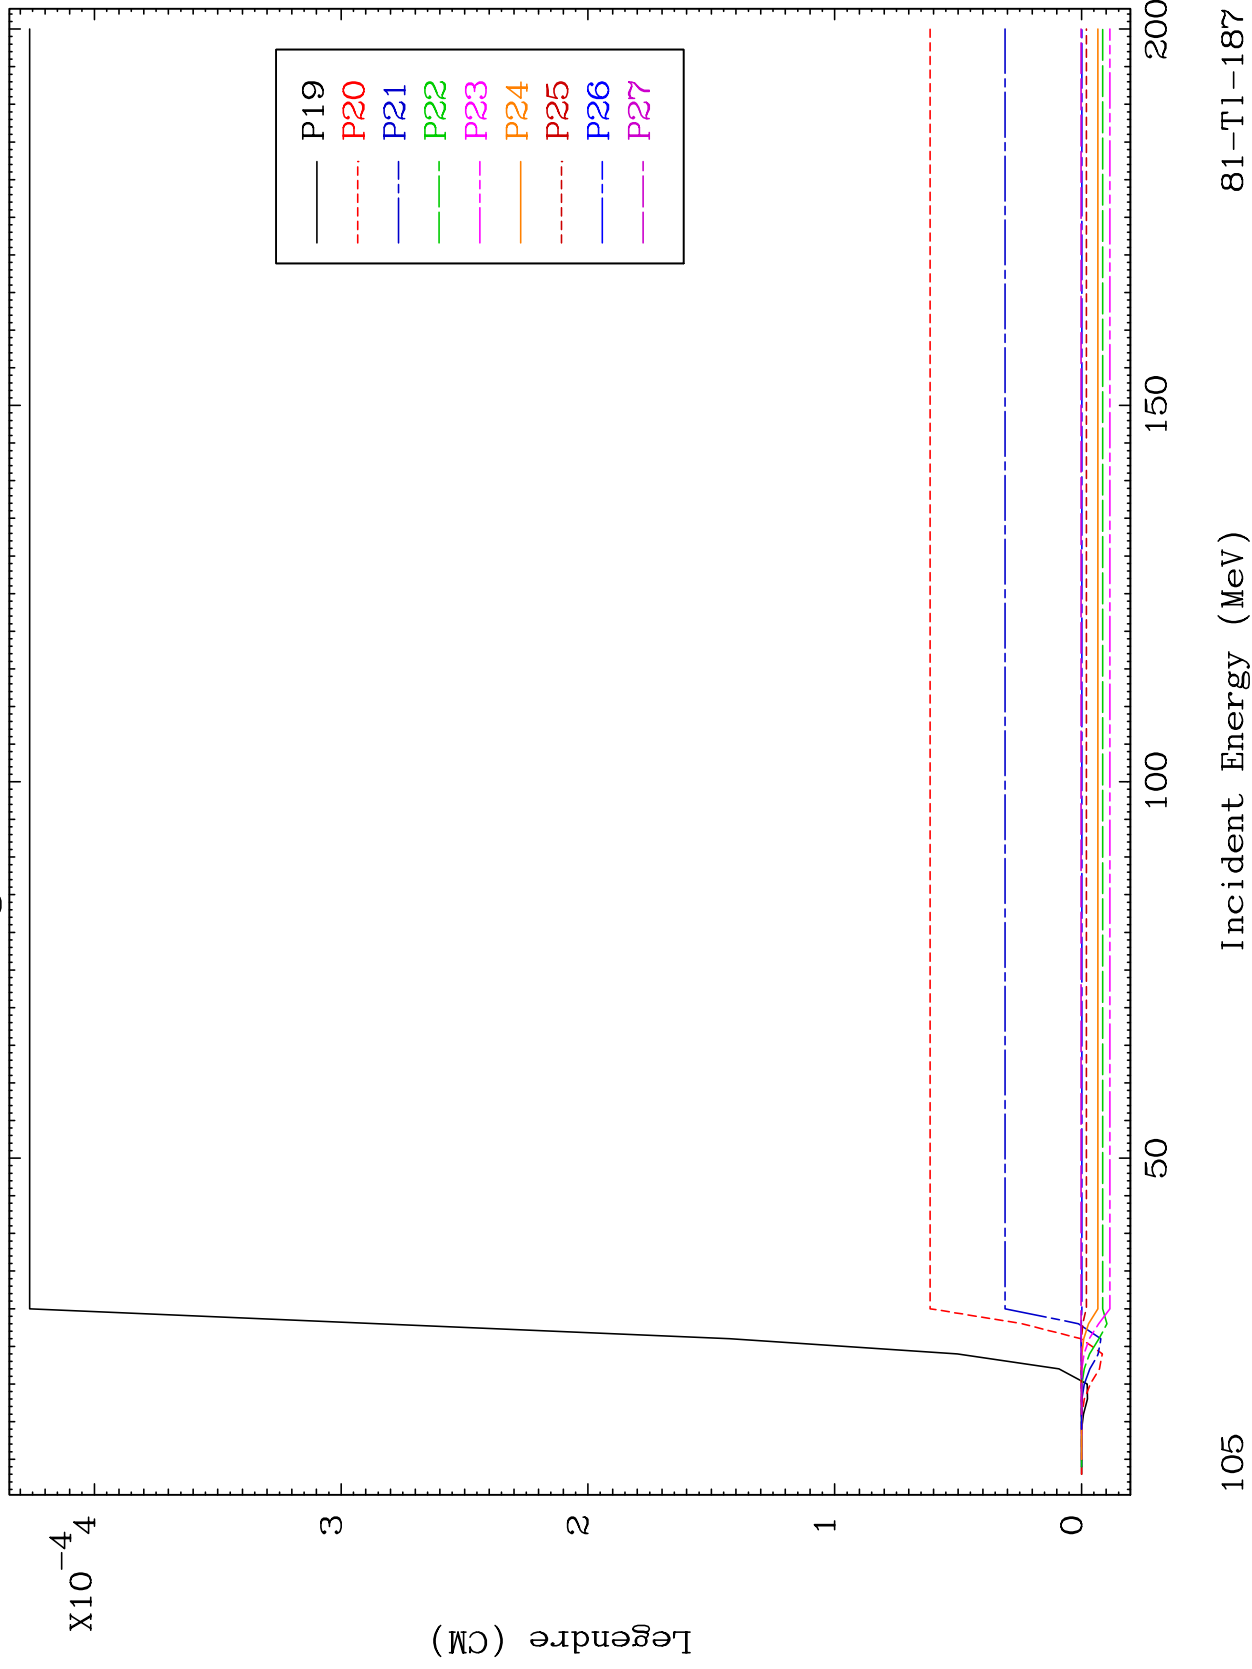 X10⁻⁴
4
3
2
1
0
Legendre (CM)
P19
P20
P21
P22
P23
P24
P25
P26
P27
50
100
150
200
Incident Energy (MeV)
105
81-Tl-187